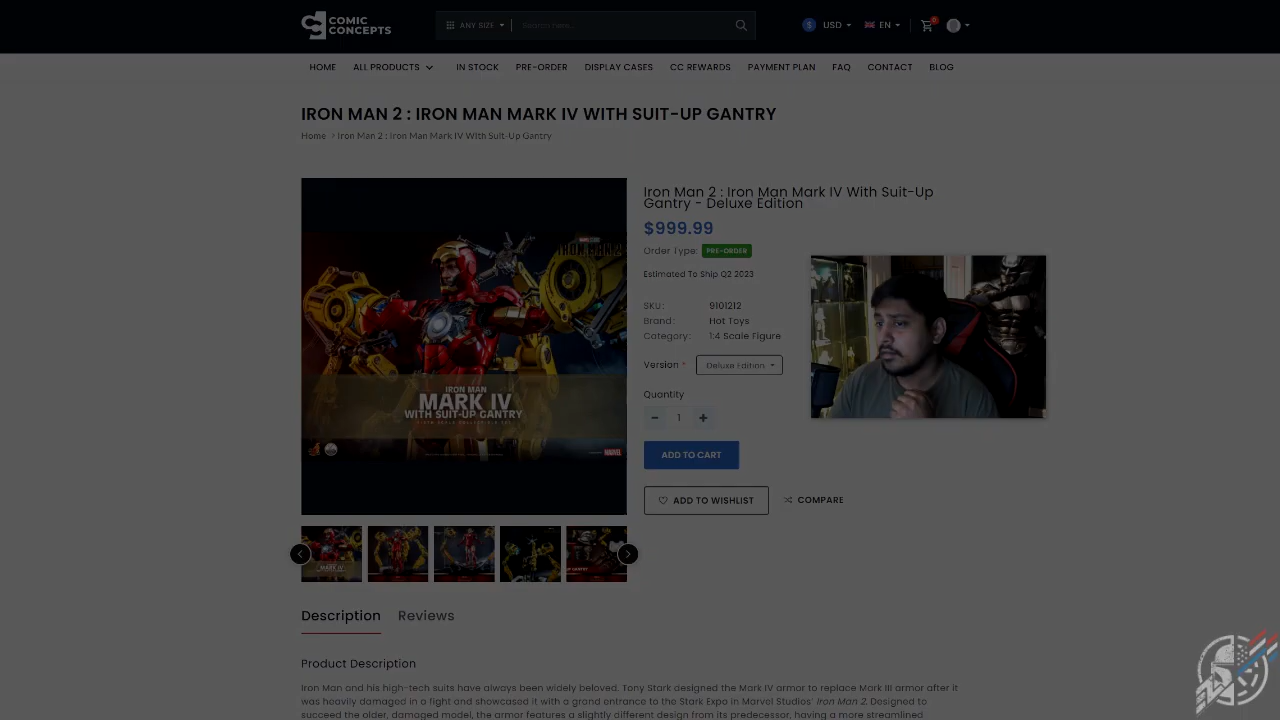 COMIC
CONCEPTS
ANY SIZE
Search here...
$ USD
EN
0
HOME
ALL PRODUCTS
IN STOCK
PRE-ORDER
DISPLAY CASES
CC REWARDS
PAYMENT PLAN
FAQ
CONTACT
BLOG
IRON MAN 2 : IRON MAN MARK IV WITH SUIT-UP GANTRY
Home › Iron Man 2 : Iron Man Mark IV With Suit-Up Gantry
IRON MAN 2
IRON MAN
MARK IV
WITH SUIT-UP GANTRY
MARVEL
Iron Man 2 : Iron Man Mark IV With Suit-Up
Gantry - Deluxe Edition
$999.99
Order Type: PRE-ORDER
Estimated To Ship Q2 2023
SKU: 9101212
Brand: Hot Toys
Category: 1:4 Scale Figure
Version * Deluxe Edition
Quantity
− 1 +
ADD TO CART
ADD TO WISHLIST
COMPARE
MARK IV
Description
Reviews
Product Description
Iron Man and his high-tech suits have always been widely beloved. Tony Stark designed the Mark IV armor to replace Mark III armor after it
was heavily damaged in a fight and showcased it with a grand entrance to the Stark Expo in Marvel Studios' Iron Man 2. Designed to
succeed the older, damaged model, the armor features a slightly different design from its predecessor, having a more streamlined